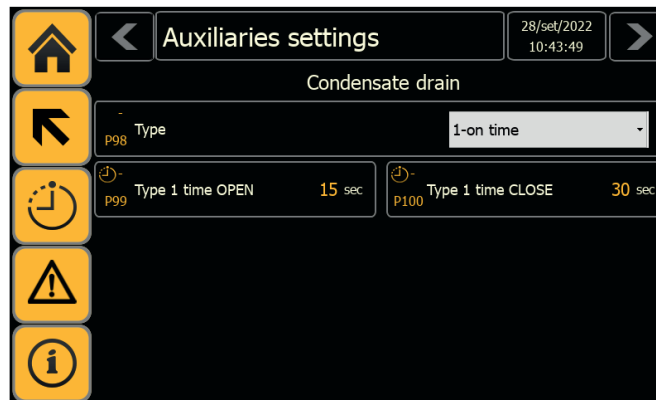 Auxiliaries settings
28/set/2022
10:43:49
Condensate drain
-
P98 Type 1-on time
-
P99 Type 1 time OPEN 15 sec
-
P100 Type 1 time CLOSE 30 sec
i